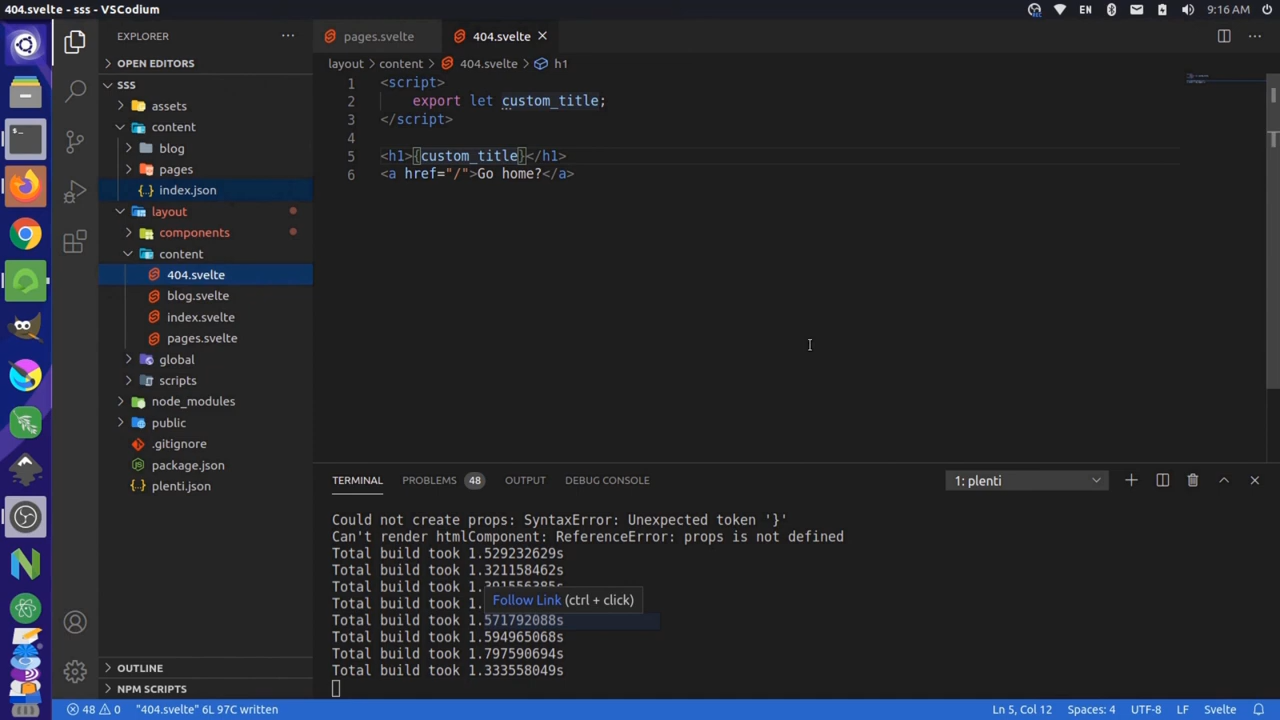 404.svelte - sss - VSCodium
EN
9:16 AM
EXPLORER
pages.svelte
404.svelte
OPEN EDITORS
layout > content > 404.svelte > h1
SSS
assets
content
blog
pages
index.json
layout
components
content
404.svelte
blog.svelte
index.svelte
pages.svelte
global
scripts
node_modules
public
.gitignore
package.json
plenti.json
OUTLINE
NPM SCRIPTS
1 <script>
2 export let custom_title;
3 </script>
4
5 <h1>{custom_title}</h1>
6 <a href="/">Go home?</a>
TERMINAL PROBLEMS 48 OUTPUT DEBUG CONSOLE 1: plenti
Could not create props: SyntaxError: Unexpected token '}'
Can't render htmlComponent: ReferenceError: props is not defined
Total build took 1.529232629s
Total build took 1.321158462s
Total build took
Total build took 1.
Follow Link (ctrl + click)
Total build took 1.571792088s
Total build took 1.594965068s
Total build took 1.797590694s
Total build took 1.333558049s
48 0 "404.svelte" 6L 97C written
Ln 5, Col 12 Spaces: 4 UTF-8 LF Svelte